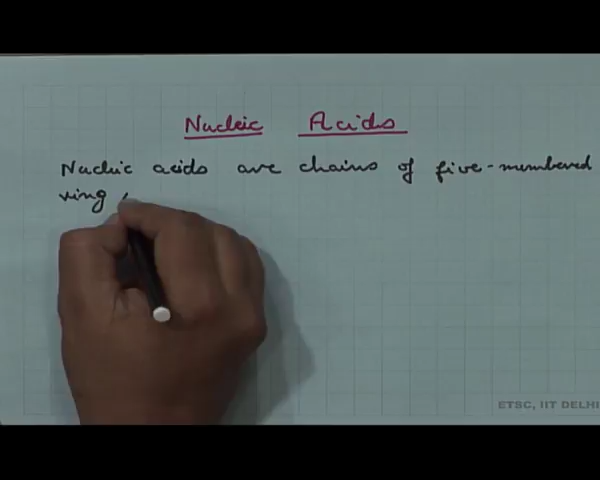 Nucleic Acids
Nucleic acids are chains of five-membered
ring
ETSC, IIT DELHI